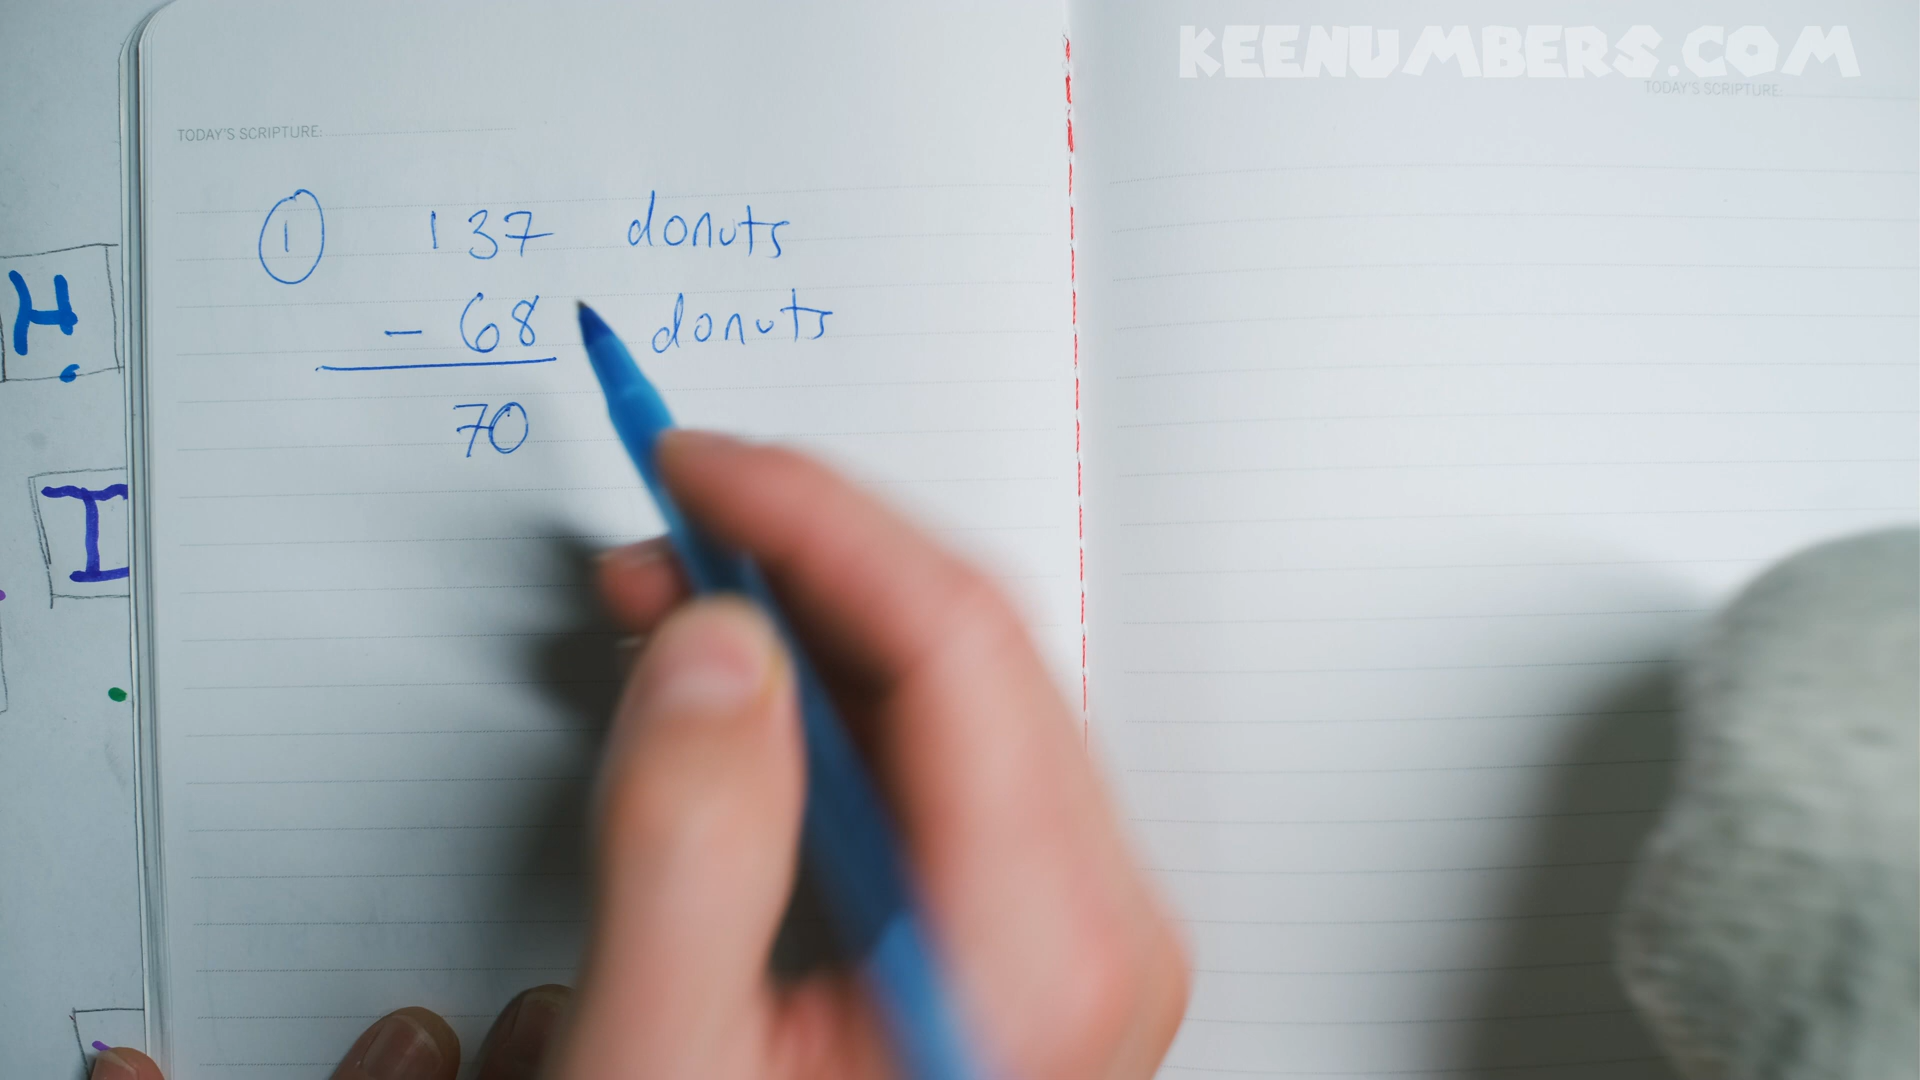 KEENUMBERS.COM
TODAY'S SCRIPTURE:
TODAY'S SCRIPTURE:
1 137 donuts
- 68 donuts
70
H
I